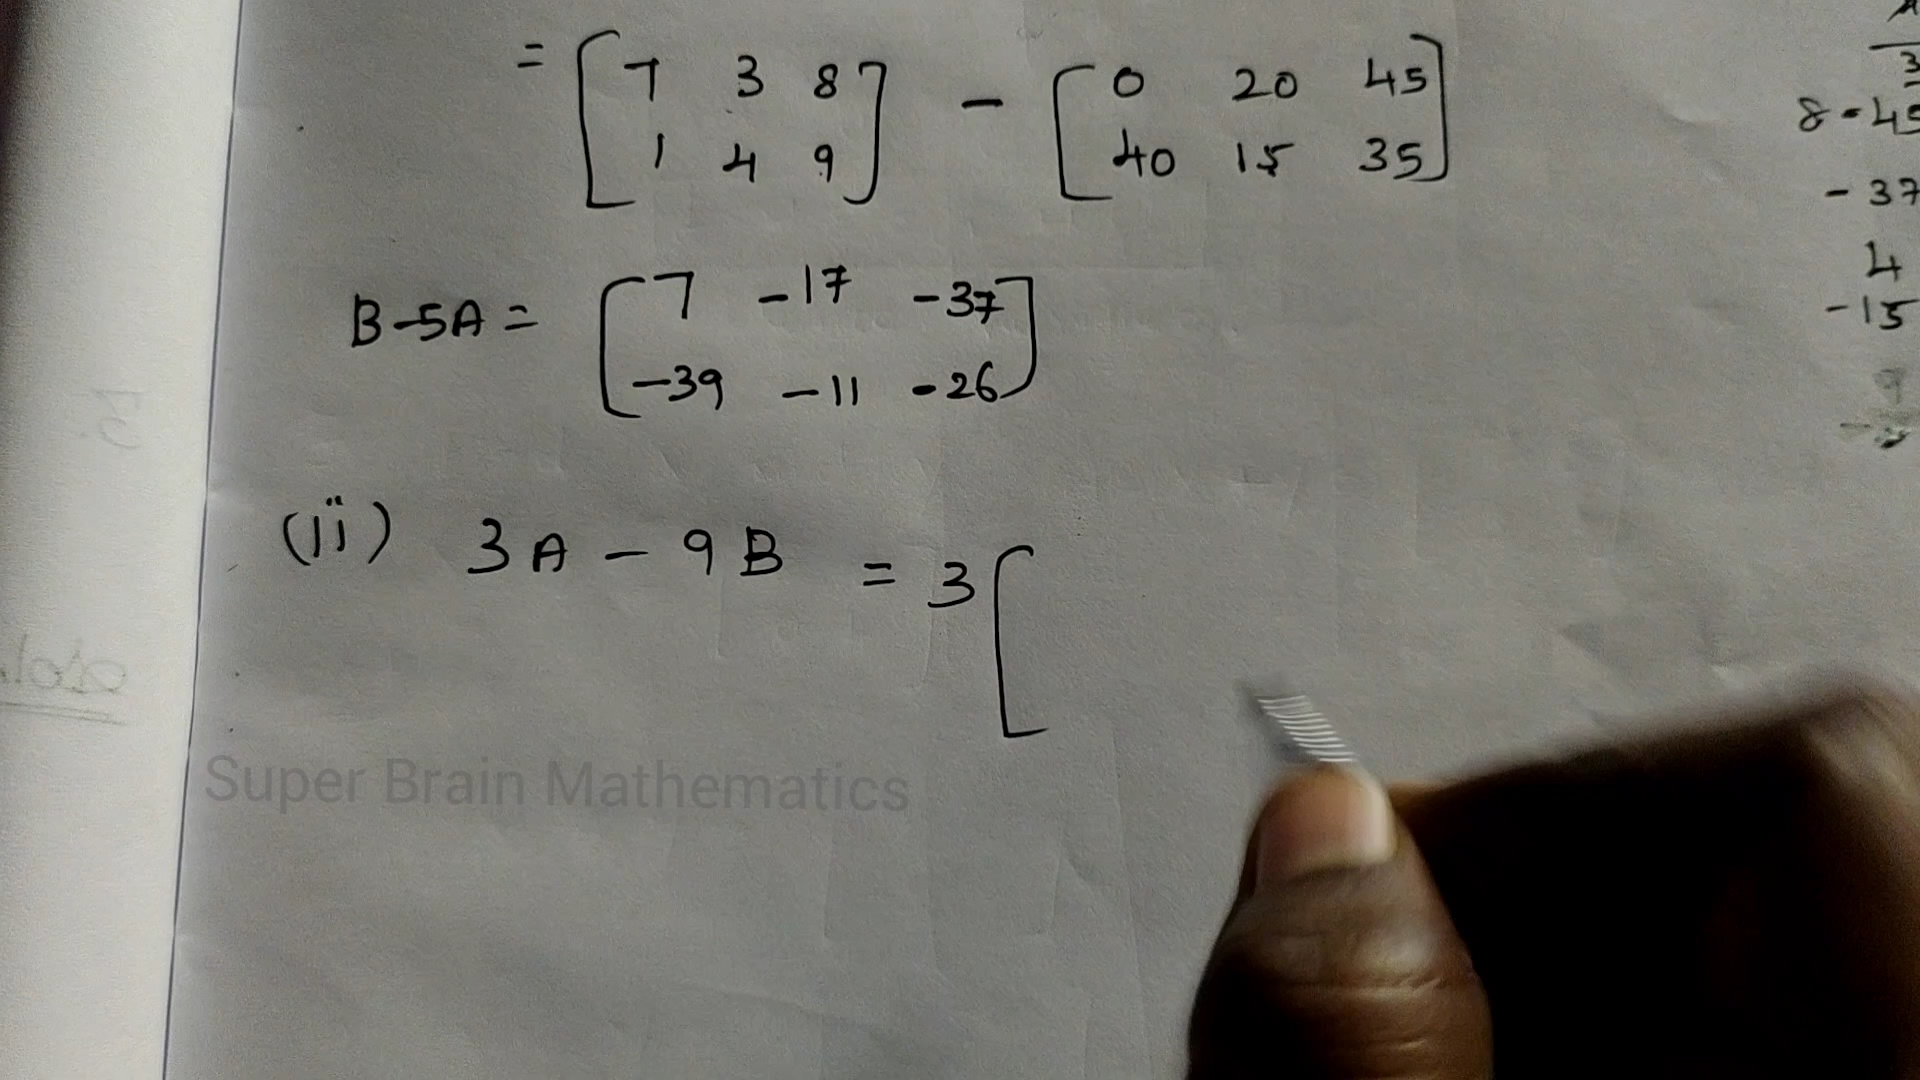 = [ 7 3 8 ] - [ 0 20 45 ]
1 4 9 40 15 35
8-45
- 37
4
-15
B-5A = [ 7 -17 -37 ]
-39 -11 -26
(ii) 3A - 9B = 3 [
Super Brain Mathematics